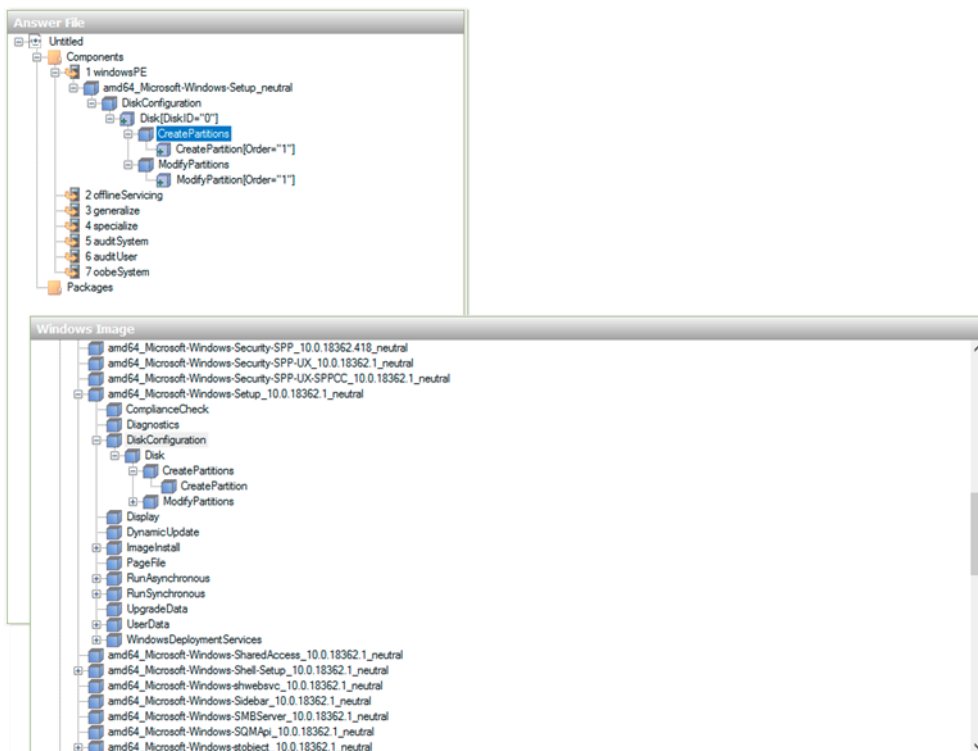 Answer File
Untitled
Components
1 windowsPE
amd64_Microsoft-Windows-Setup_neutral
DiskConfiguration
Disk[DiskID="0"]
CreatePartitions
CreatePartition[Order="1"]
ModifyPartitions
ModifyPartition[Order="1"]
2 offlineServicing
3 generalize
4 specialize
5 auditSystem
6 auditUser
7 oobeSystem
Packages
Windows Image
amd64_Microsoft-Windows-Security-SPP_10.0.18362.418_neutral
amd64_Microsoft-Windows-Security-SPP-UX_10.0.18362.1_neutral
amd64_Microsoft-Windows-Security-SPP-UX-SPPCC_10.0.18362.1_neutral
amd64_Microsoft-Windows-Setup_10.0.18362.1_neutral
ComplianceCheck
Diagnostics
DiskConfiguration
Disk
CreatePartitions
CreatePartition
ModifyPartitions
Display
DynamicUpdate
ImageInstall
PageFile
RunAsynchronous
RunSynchronous
UpgradeData
UserData
WindowsDeploymentServices
amd64_Microsoft-Windows-SharedAccess_10.0.18362.1_neutral
amd64_Microsoft-Windows-Shell-Setup_10.0.18362.1_neutral
amd64_Microsoft-Windows-shwebsvc_10.0.18362.1_neutral
amd64_Microsoft-Windows-Sidebar_10.0.18362.1_neutral
amd64_Microsoft-Windows-SMBServer_10.0.18362.1_neutral
amd64_Microsoft-Windows-SQMApi_10.0.18362.1_neutral
amd64_Microsoft-Windows-stobject_10.0.18362.1_neutral